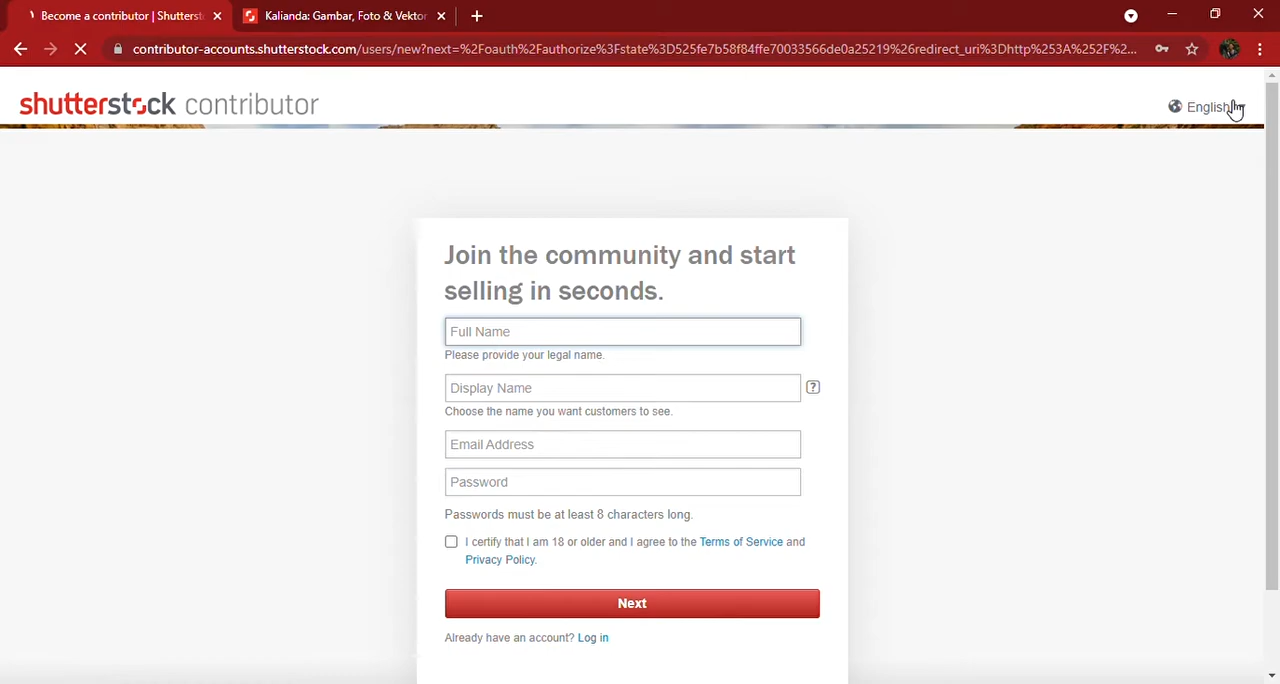 Become a contributor | Shutterst
Kalianda: Gambar, Foto & Vektor
contributor-accounts.shutterstock.com/users/new?next=%2Foauth%2Fauthorize%3Fstate%3D525fe7b58f84ffe70033566de0a25219%26redirect_uri%3Dhttp%253A%252F%2...
shutterstock contributor
English
Join the community and start
selling in seconds.
Full Name
Please provide your legal name.
Display Name
?
Choose the name you want customers to see.
Email Address
Password
Passwords must be at least 8 characters long.
I certify that I am 18 or older and I agree to the Terms of Service and
Privacy Policy.
Next
Already have an account? Log in